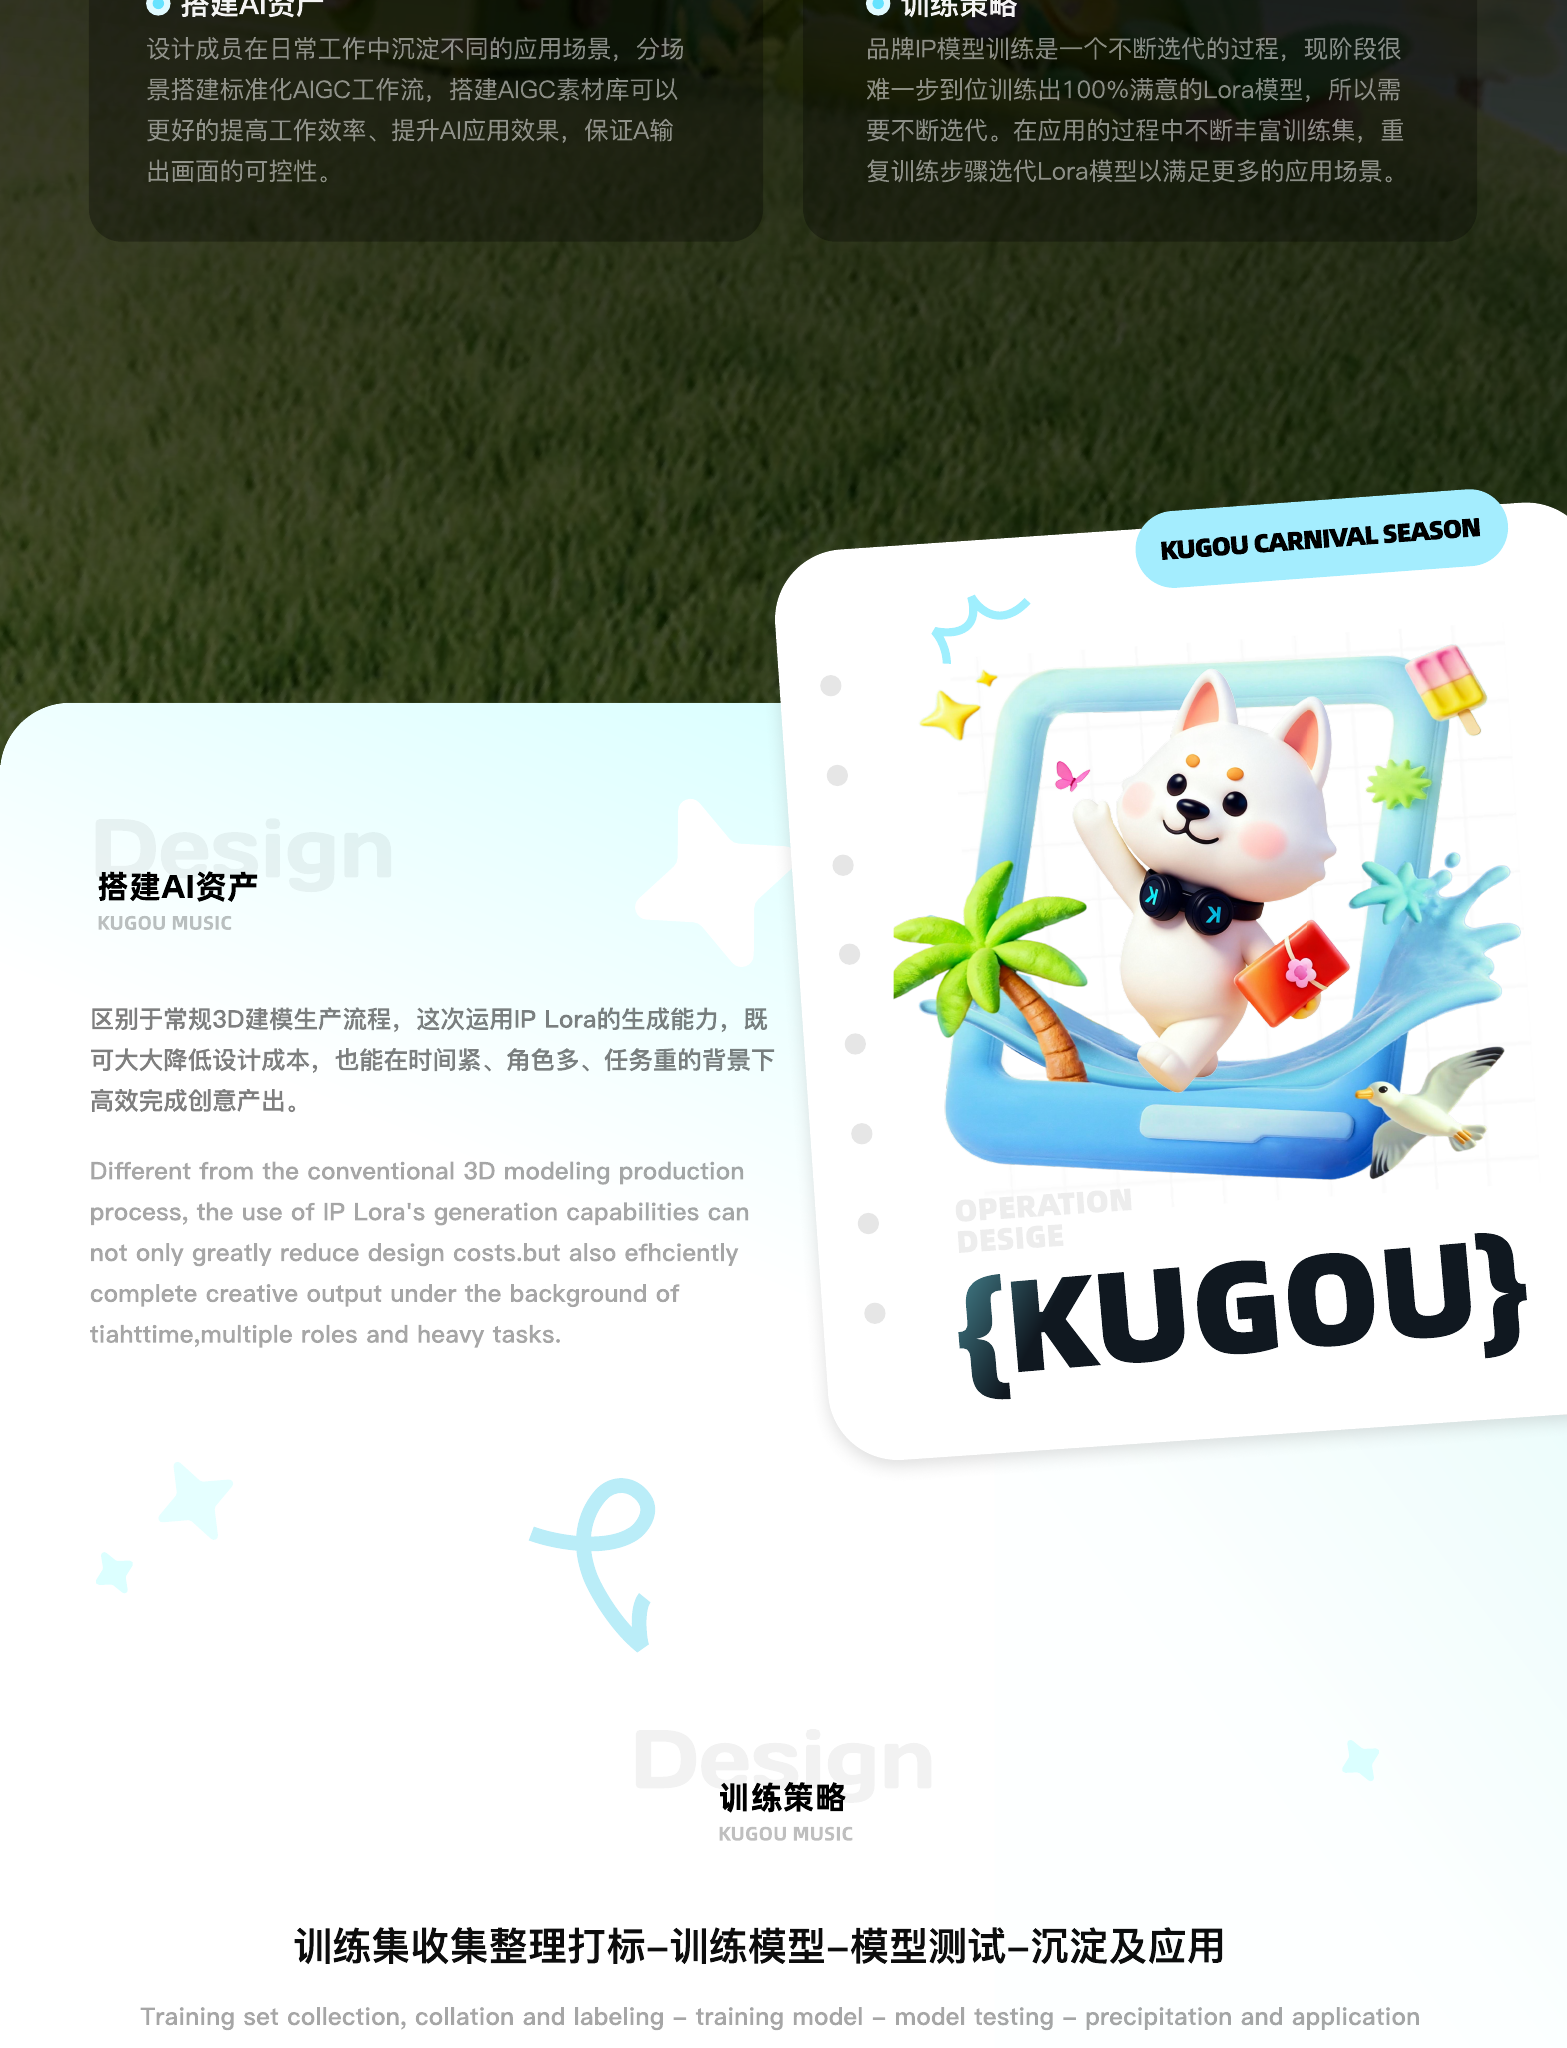 搭建AI资产
设计成员在日常工作中沉淀不同的应用场景，分场
景搭建标准化AIGC工作流，搭建AIGC素材库可以
更好的提高工作效率、提升AI应用效果，保证A输
出画面的可控性。
训练策略
品牌IP模型训练是一个不断选代的过程，现阶段很
难一步到位训练出100%满意的Lora模型，所以需
要不断选代。在应用的过程中不断丰富训练集，重
复训练步骤选代Lora模型以满足更多的应用场景。
KUGOU CARNIVAL SEASON
Design
搭建AI资产
KUGOU MUSIC
区别于常规3D建模生产流程，这次运用IP Lora的生成能力，既
可大大降低设计成本，也能在时间紧、角色多、任务重的背景下
高效完成创意产出。
Different from the conventional 3D modeling production
process, the use of IP Lora's generation capabilities can
not only greatly reduce design costs.but also efhciently
complete creative output under the background of
tiahttime,multiple roles and heavy tasks.
K
K
OPERATION
DESIGE
{KUGOU}
Design
训练策略
KUGOU MUSIC
训练集收集整理打标–训练模型–模型测试–沉淀及应用
Training set collection, collation and labeling – training model – model testing – precipitation and application